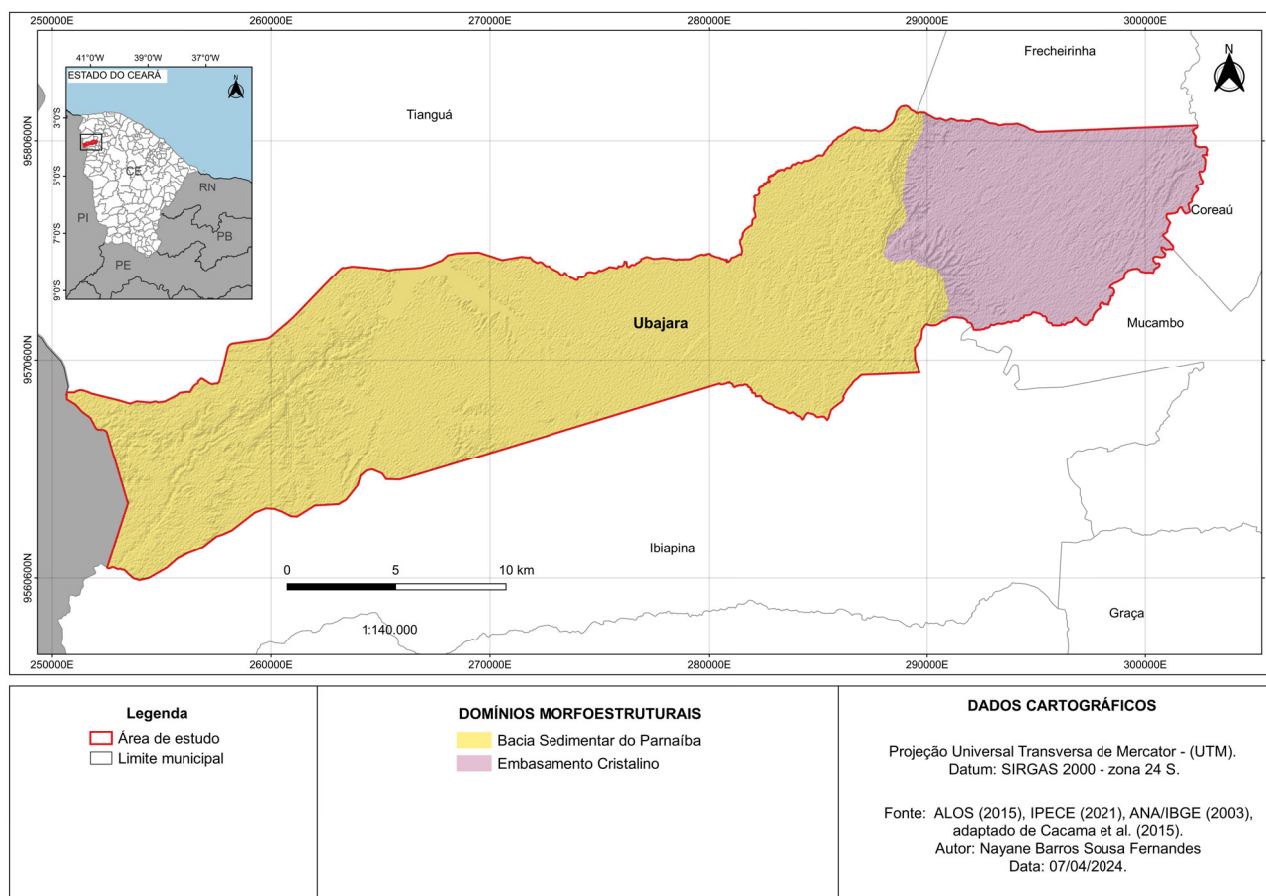 250000E
260000E
270000E
280000E
290000E
300000E
41°0'W
39°0'W
37°0'W
ESTADO DO CEARÁ
N
3°0'S
5°0'S
7°0'S
9°0'S
CE
RN
PI
PB
PE
Frecheirinha
N
Tianguá
9580600N
Coreaú
Ubajara
Mucambo
9570600N
Ibiapina
0
5
10 km
9560600N
Graça
1:140.000
250000E
260000E
270000E
280000E
290000E
300000E
Legenda
Área de estudo
Limite municipal
DOMÍNIOS MORFOESTRUTURAIS
Bacia Sedimentar do Parnaíba
Embasamento Cristalino
DADOS CARTOGRÁFICOS
Projeção Universal Transversa de Mercator - (UTM).
Datum: SIRGAS 2000 - zona 24 S.
Fonte: ALOS (2015), IPECE (2021), ANA/IBGE (2003),
adaptado de Cacama et al. (2015).
Autor: Nayane Barros Sousa Fernandes
Data: 07/04/2024.